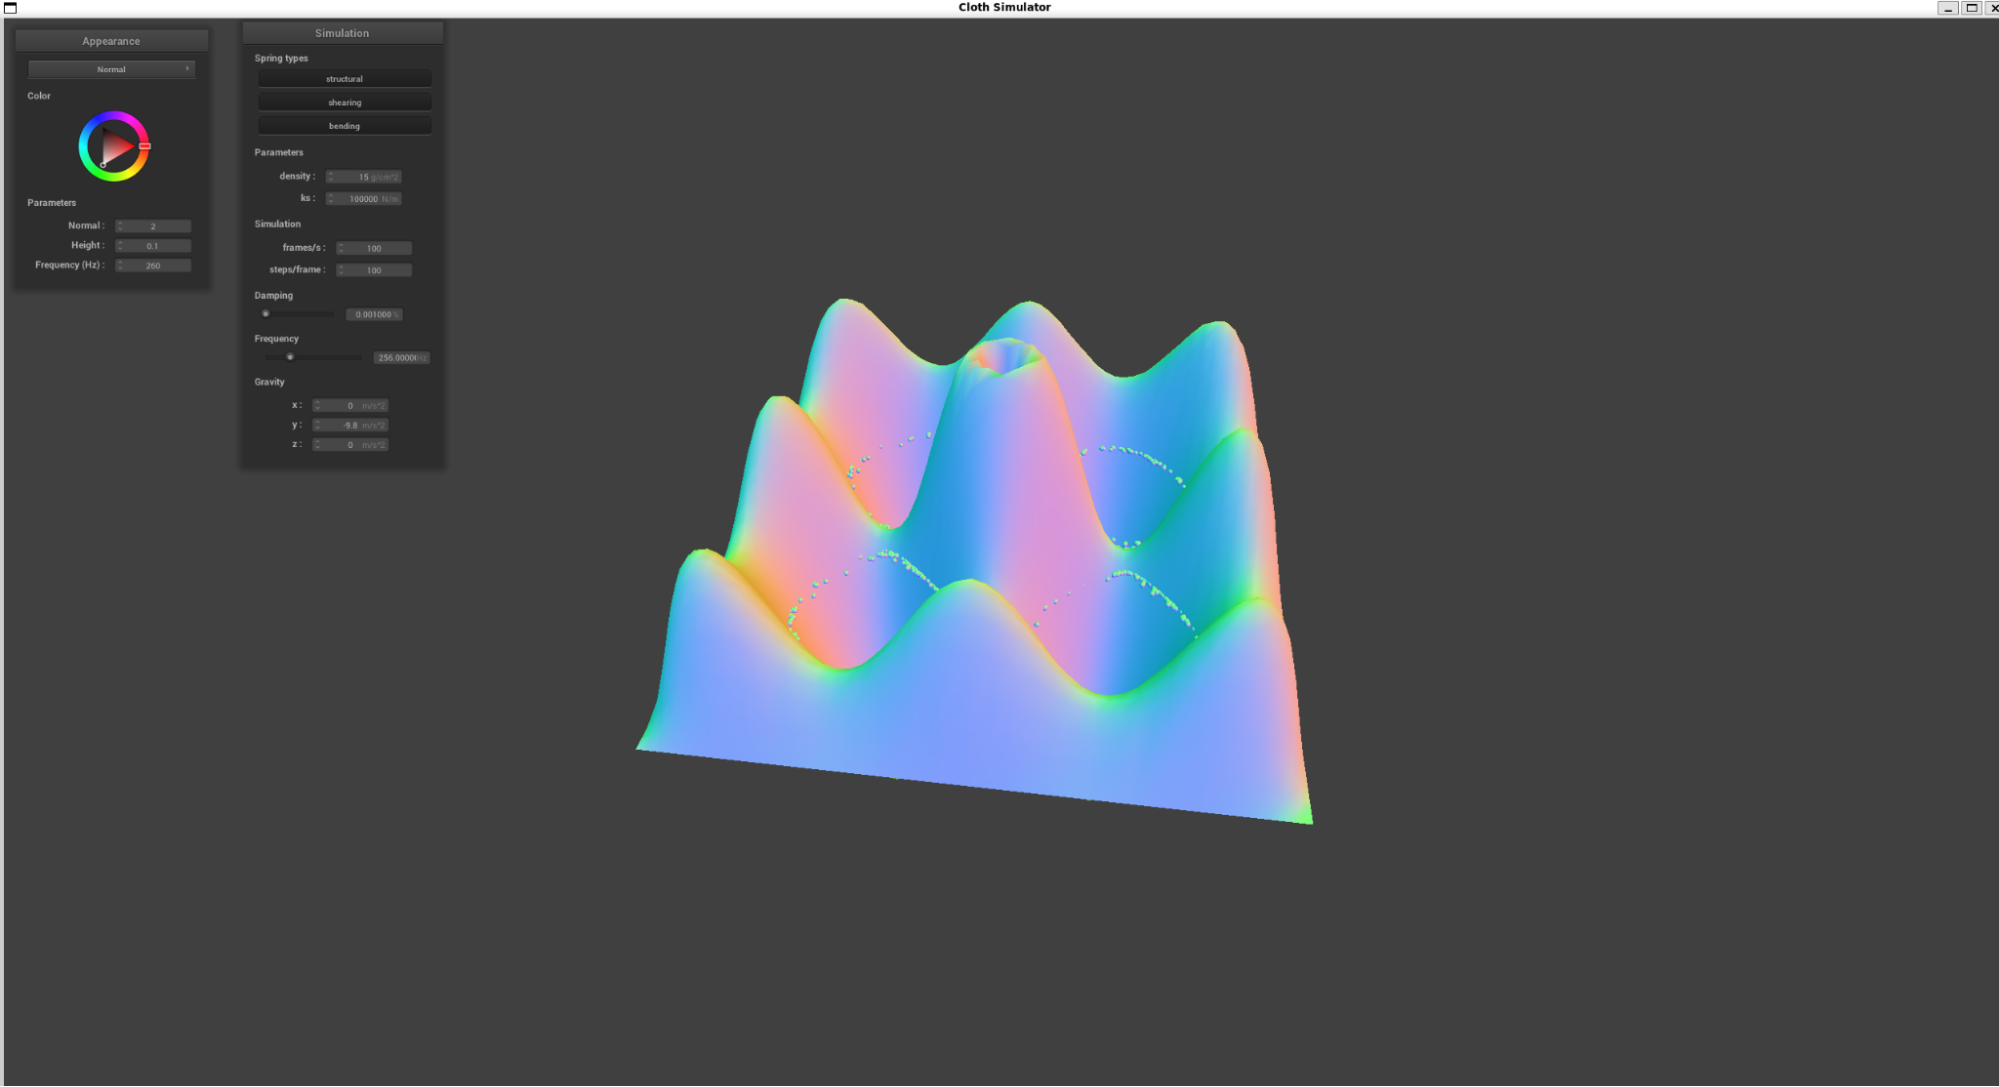 Cloth Simulator
Appearance
Normal
Color
Parameters
Normal : 2
Height : 0.1
Frequency (Hz) : 260
Simulation
Spring types
structural
shearing
bending
Parameters
density : 15 g/cm^2
ks : 100000 N/m
Simulation
frames/s : 100
steps/frame : 100
Damping
0.001000 %
Frequency
256.0000 Hz
Gravity
x : 0 m/s^2
y : -9.8 m/s^2
z : 0 m/s^2